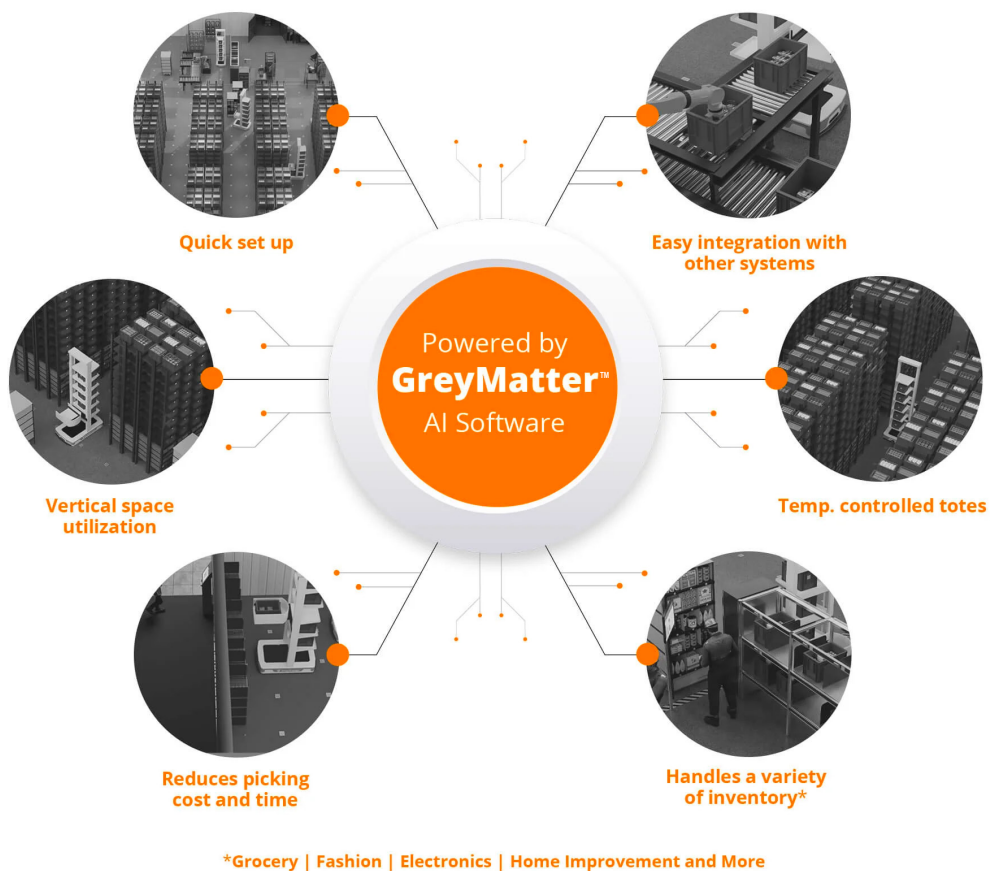 Quick set up
Easy integration with
other systems
Powered by
GreyMatter™
AI Software
Vertical space
utilization
Temp. controlled totes
Reduces picking
cost and time
Handles a variety
of inventory*
*Grocery | Fashion | Electronics | Home Improvement and More